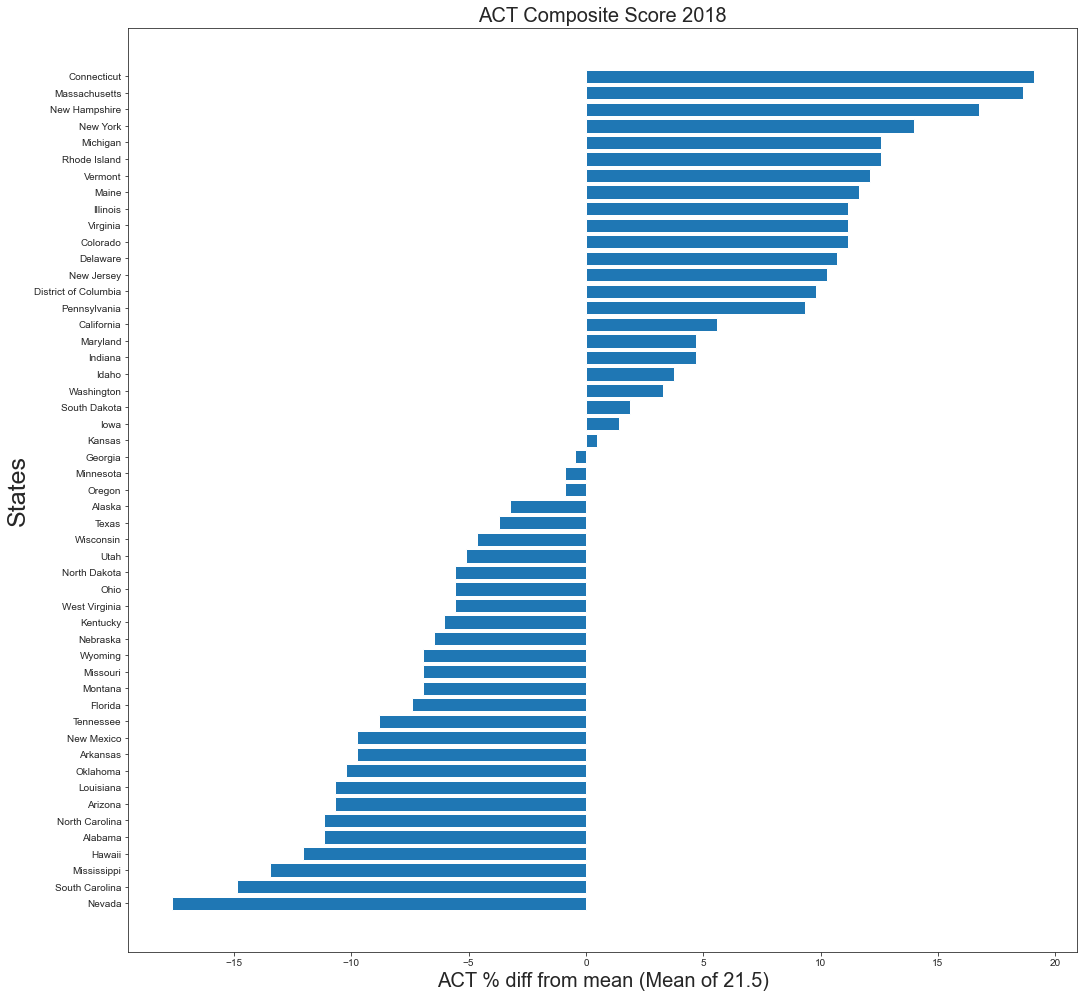 ACT Composite Score 2018
Connecticut
Massachusetts
New Hampshire
New York
Michigan
Rhode Island
Vermont
Maine
Illinois
Virginia
Colorado
Delaware
New Jersey
District of Columbia
Pennsylvania
California
Maryland
Indiana
Idaho
Washington
South Dakota
Iowa
Kansas
Georgia
Minnesota
Oregon
Alaska
Texas
Wisconsin
Utah
North Dakota
Ohio
West Virginia
Kentucky
Nebraska
Wyoming
Missouri
Montana
Florida
Tennessee
New Mexico
Arkansas
Oklahoma
Louisiana
Arizona
North Carolina
Alabama
Hawaii
Mississippi
South Carolina
Nevada
States
−15 −10 −5 0 5 10 15 20
ACT % diff from mean (Mean of 21.5)